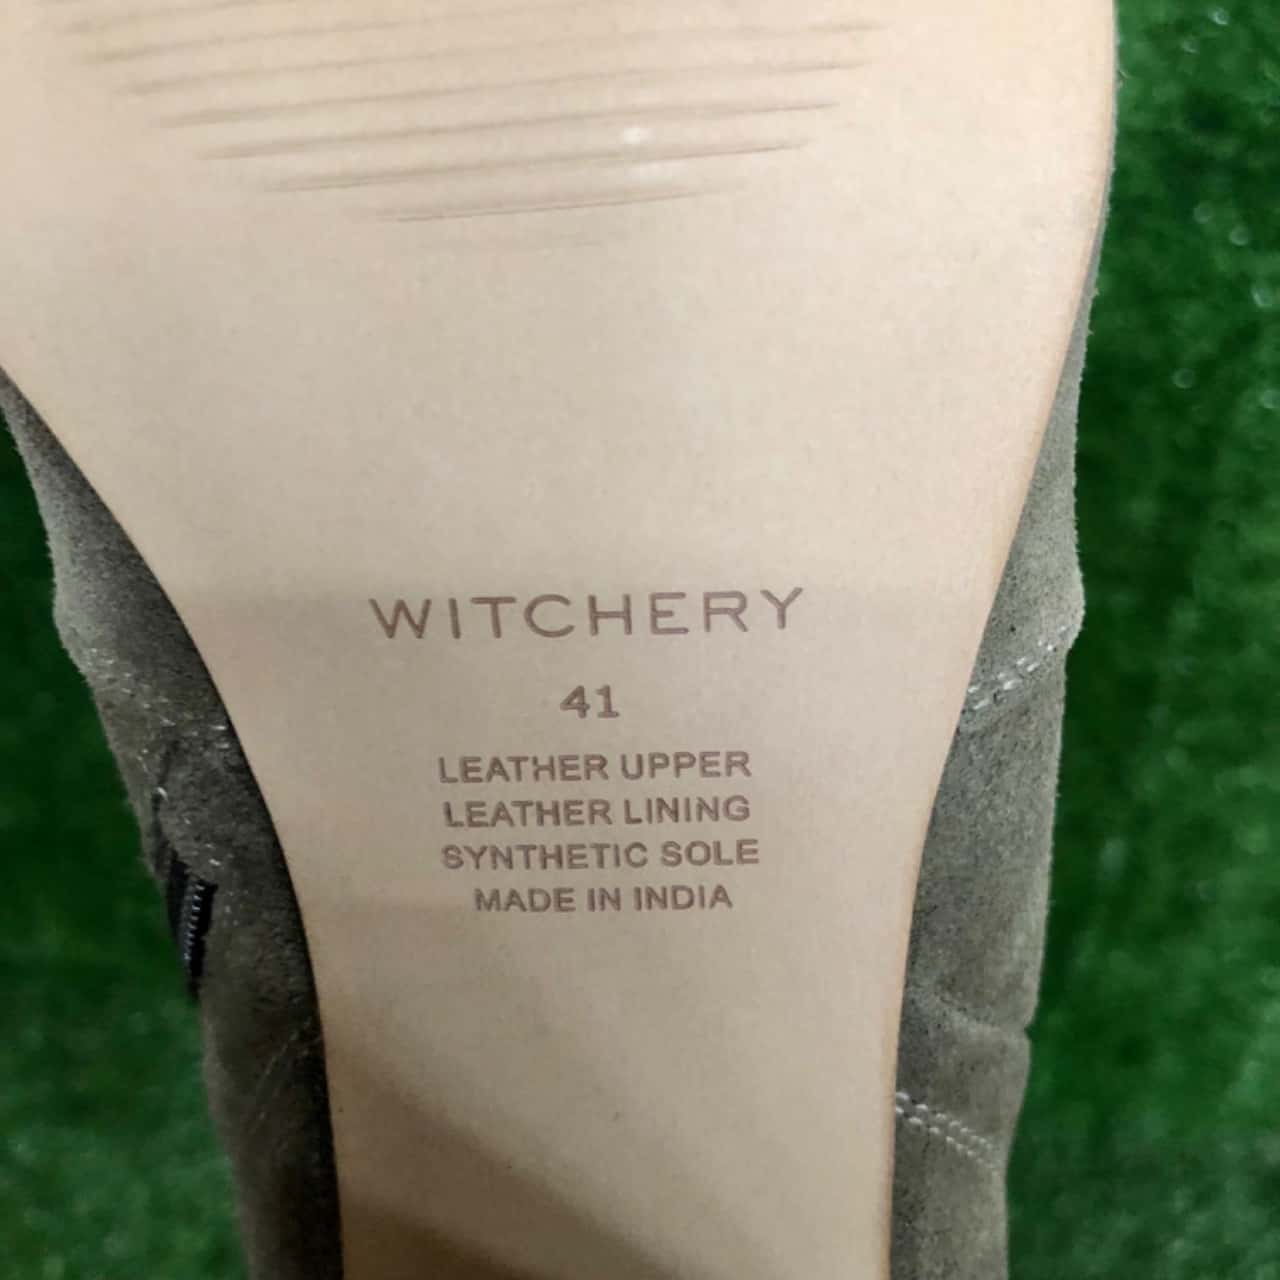 WITCHERY
41
LEATHER UPPER
LEATHER LINING
SYNTHETIC SOLE
MADE IN INDIA